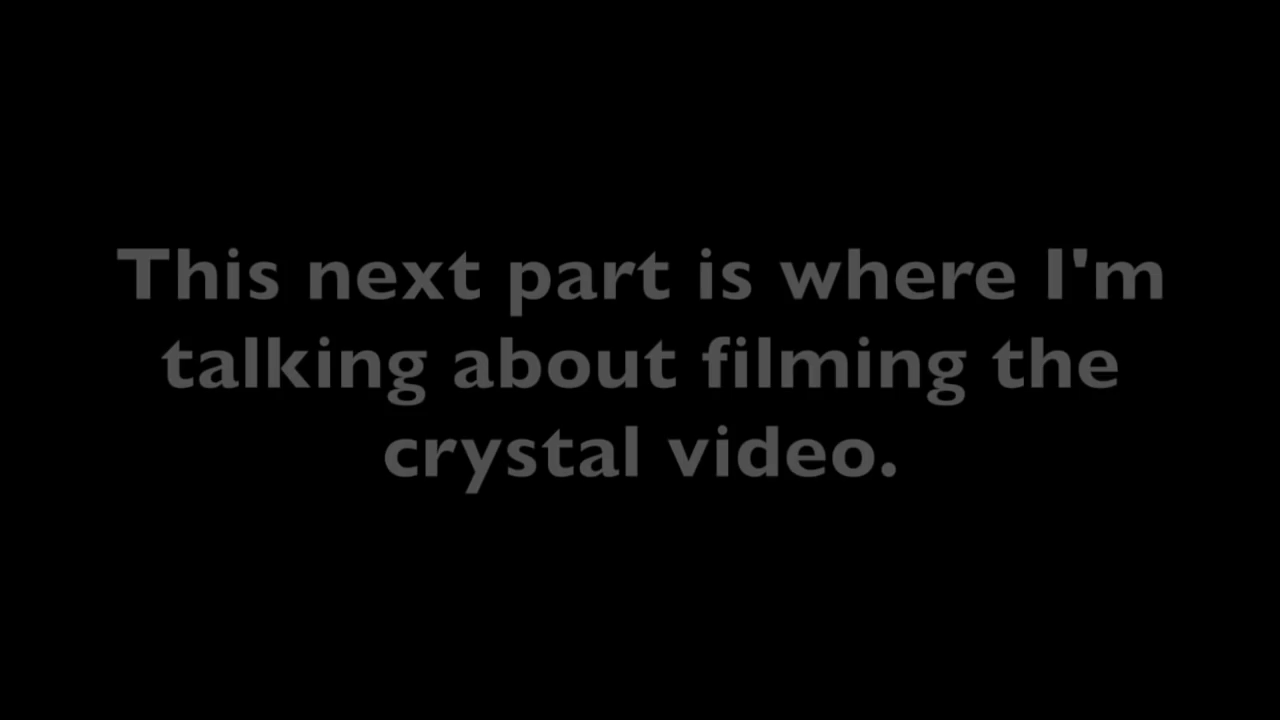 This next part is where I'm
talking about filming the
crystal video.